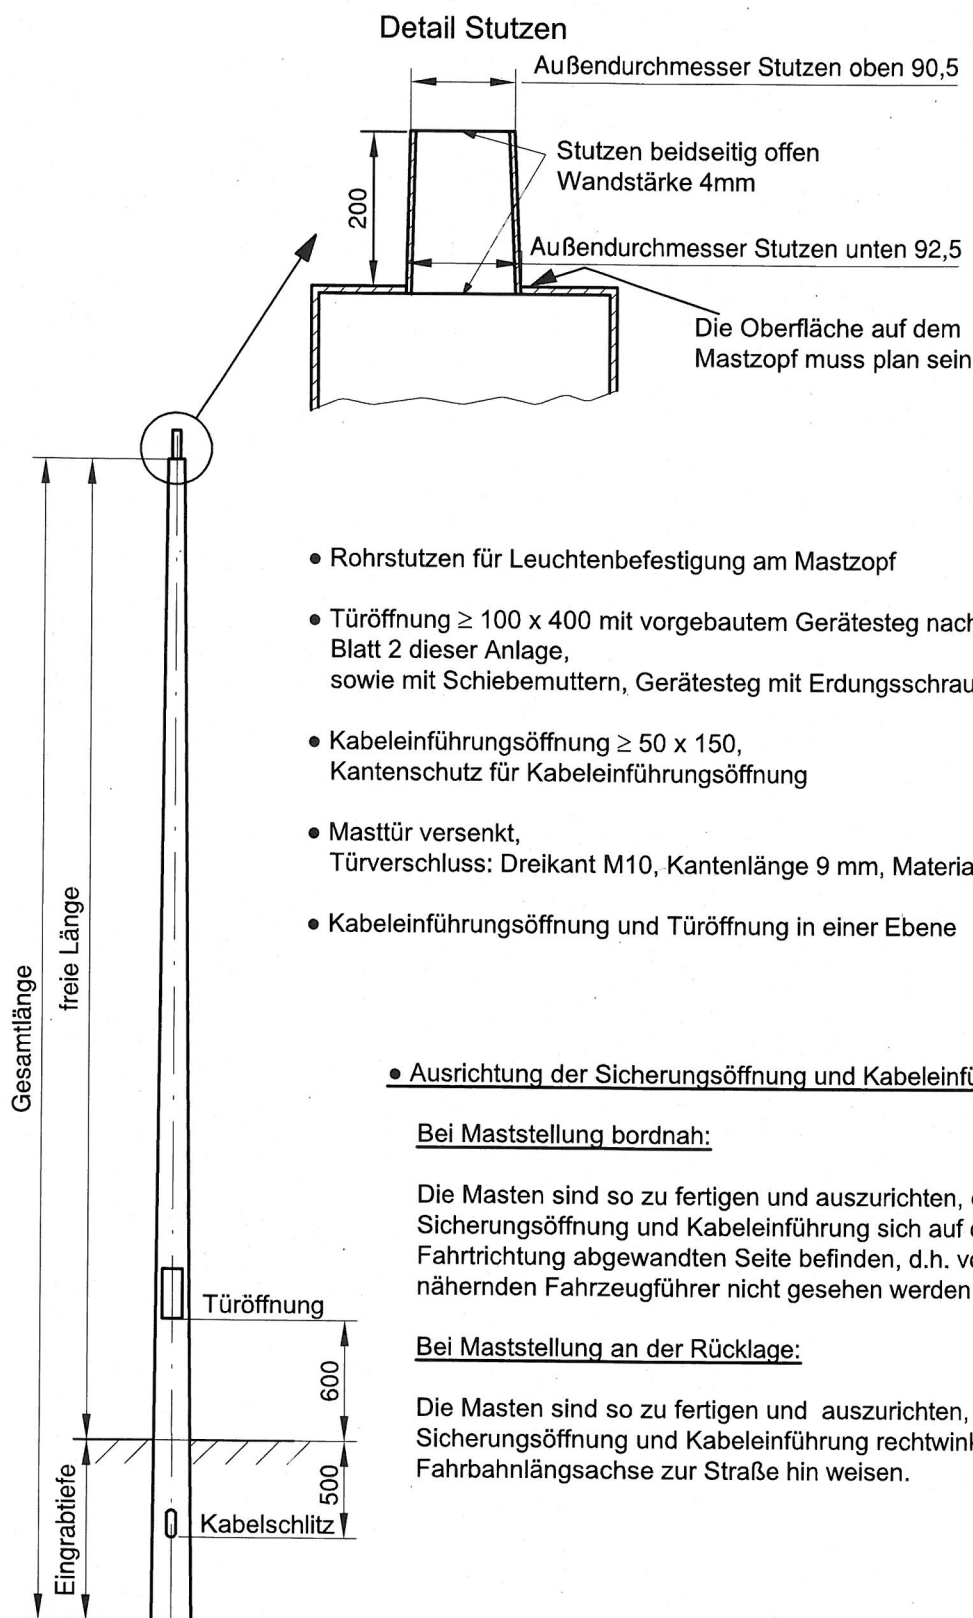 Detail Stutzen
Außendurchmesser Stutzen oben 90,5
Stutzen beidseitig offen
Wandstärke 4mm
200
Außendurchmesser Stutzen unten 92,5
Die Oberfläche auf dem
Mastzopf muss plan sein
• Rohrstutzen für Leuchtenbefestigung am Mastzopf
• Türöffnung ≥ 100 x 400 mit vorgebautem Gerätesteg nach
Blatt 2 dieser Anlage,
sowie mit Schiebemuttern, Gerätesteg mit Erdungsschrau
• Kabeleinführungsöffnung ≥ 50 x 150,
Kantenschutz für Kabeleinführungsöffnung
• Masttür versenkt,
Türverschluss: Dreikant M10, Kantenlänge 9 mm, Materia
• Kabeleinführungsöffnung und Türöffnung in einer Ebene
Gesamtlänge
freie Länge
• Ausrichtung der Sicherungsöffnung und Kabeleinfü
Bei Maststellung bordnah:
Die Masten sind so zu fertigen und auszurichten,
Sicherungsöffnung und Kabeleinführung sich auf
Fahrtrichtung abgewandten Seite befinden, d.h.
nähernden Fahrzeugführer nicht gesehen werden
Türöffnung
600
Bei Maststellung an der Rücklage:
Die Masten sind so zu fertigen und auszurichten,
Sicherungsöffnung und Kabeleinführung rechtwink
Fahrbahnlängsachse zur Straße hin weisen.
500
Kabelschlitz
Eingrabtiefe